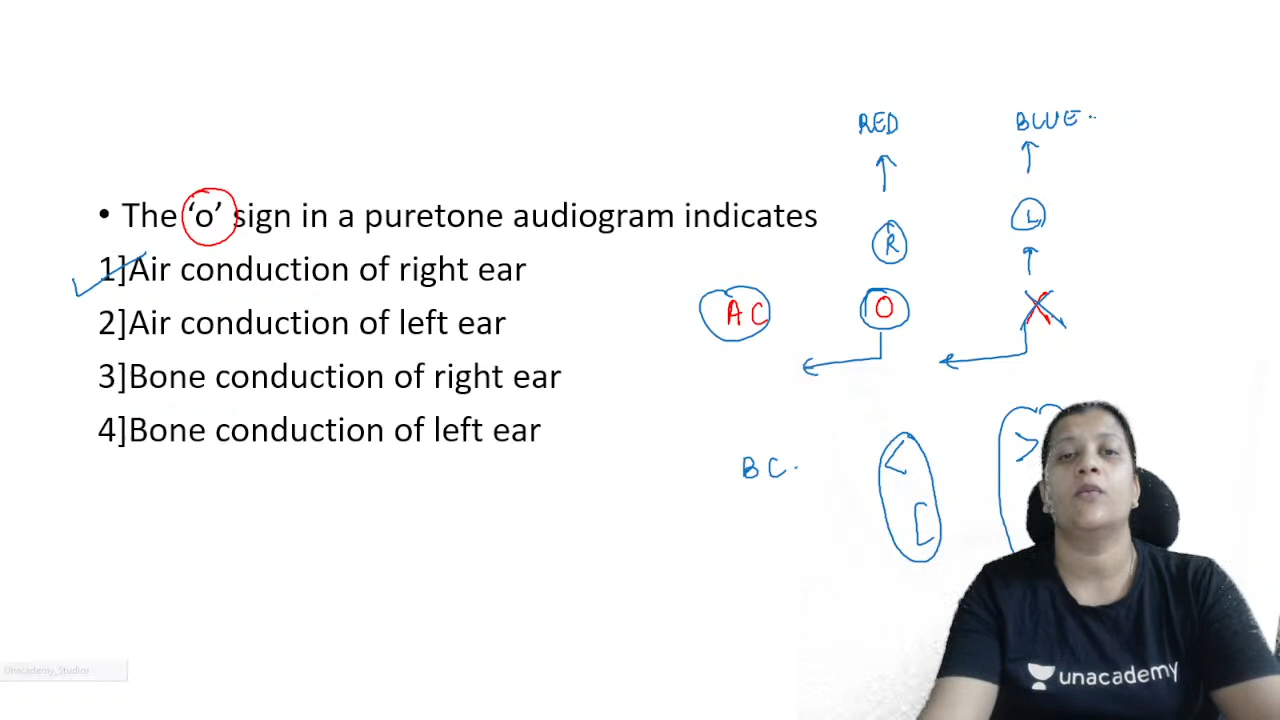 RED BLUE
• The ‘o’ sign in a puretone audiogram indicates
R L
1]Air conduction of right ear
AC O X
2]Air conduction of left ear
3]Bone conduction of right ear
4]Bone conduction of left ear
BC. < >
[
unacademy
Unacademy_Studios